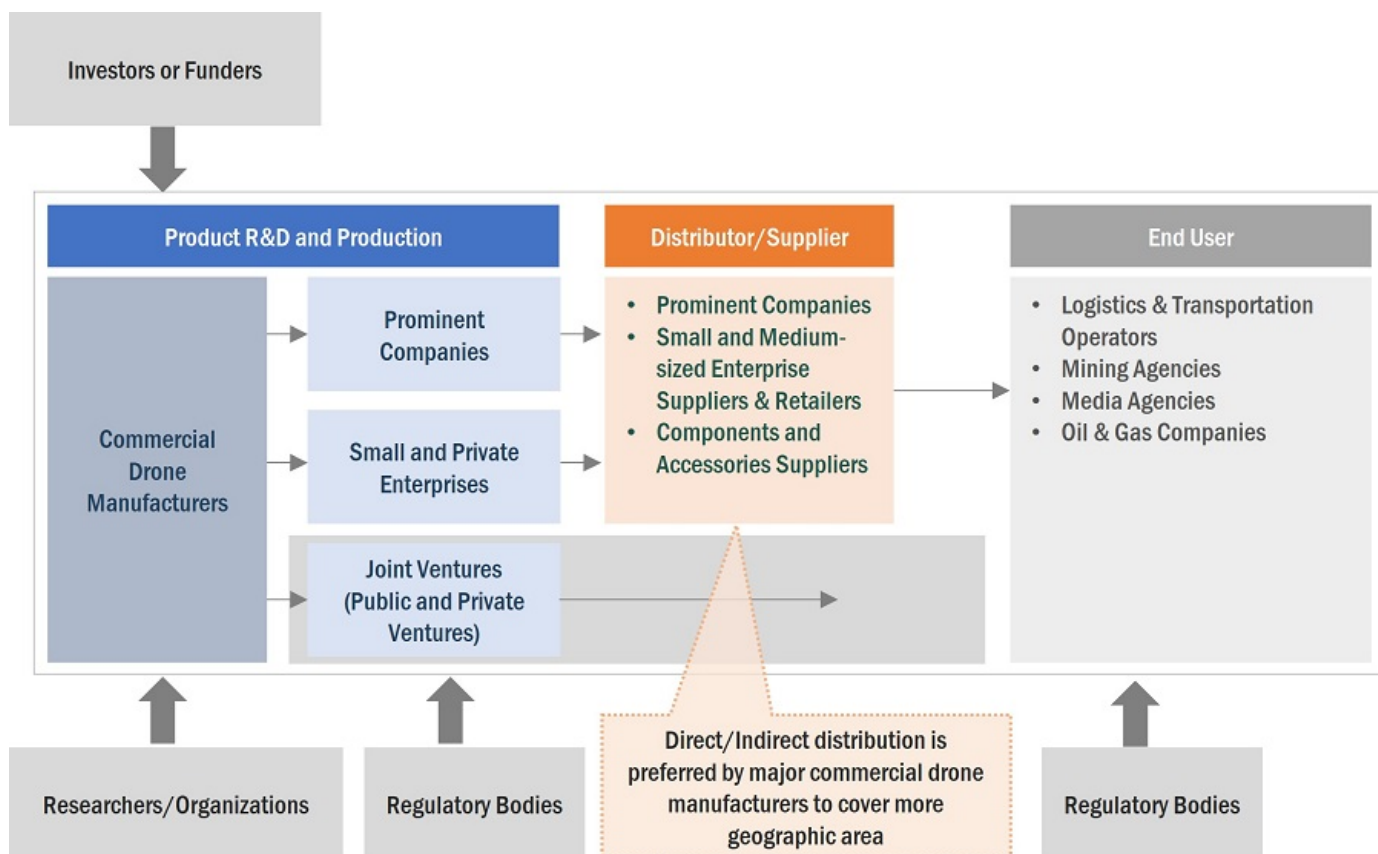 Investors or Funders
Product R&D and Production
Distributor/Supplier
End User
Commercial
Drone
Manufacturers
Prominent
Companies
Small and Private
Enterprises
Joint Ventures
(Public and Private
Ventures)
• Prominent Companies
• Small and Medium-
sized Enterprise
Suppliers & Retailers
• Components and
Accessories Suppliers
• Logistics & Transportation
Operators
• Mining Agencies
• Media Agencies
• Oil & Gas Companies
Researchers/Organizations
Regulatory Bodies
Direct/Indirect distribution is
preferred by major commercial drone
manufacturers to cover more
geographic area
Regulatory Bodies